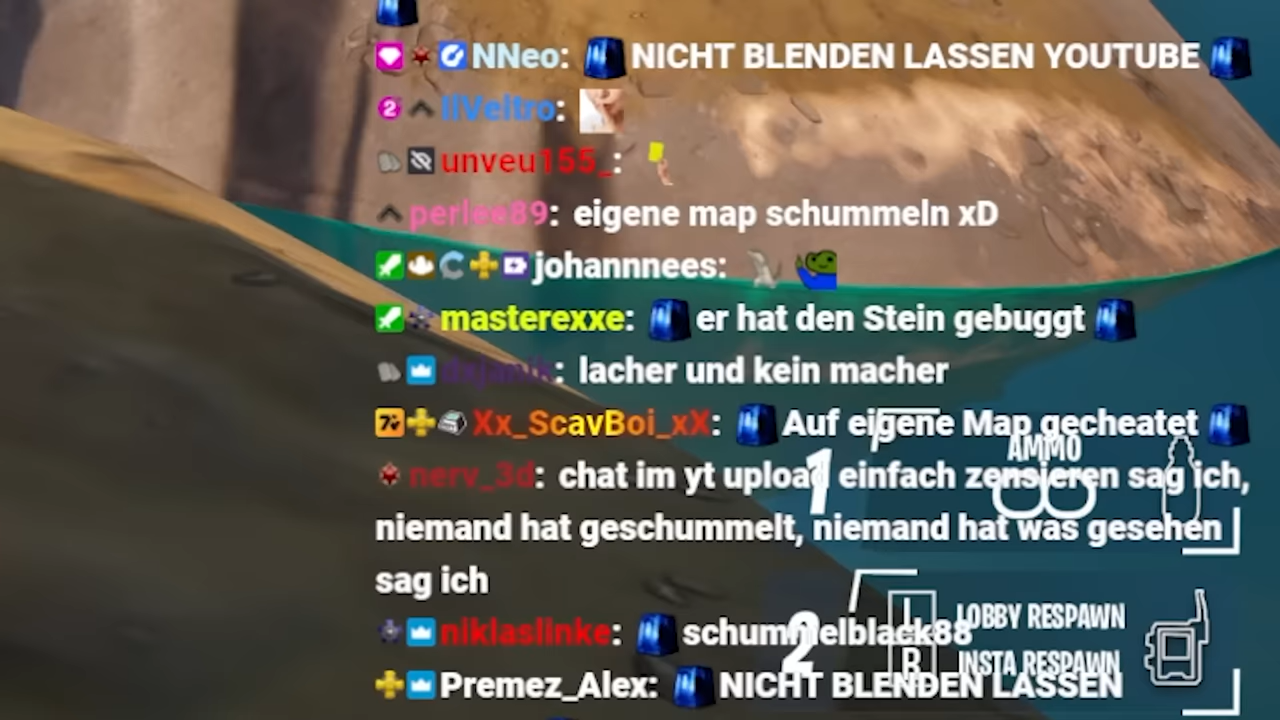 NNeo: NICHT BLENDEN LASSEN YOUTUBE
llVeltro:
unveu155_:
perlee89: eigene map schummeln xD
johannnees:
masterexxe: er hat den Stein gebuggt
dxjanik: lacher und kein macher
Xx_ScavBoi_xX: Auf eigene Map gecheatet
AMMO
nerv_3d: chat im yt upload einfach zensieren sag ich,
1
niemand hat geschummelt, niemand hat was gesehen
sag ich
LOBBY RESPAWN
niklaslinke: schummelblack88
2
L
R
INSTA RESPAWN
Premez_Alex: NICHT BLENDEN LASSEN